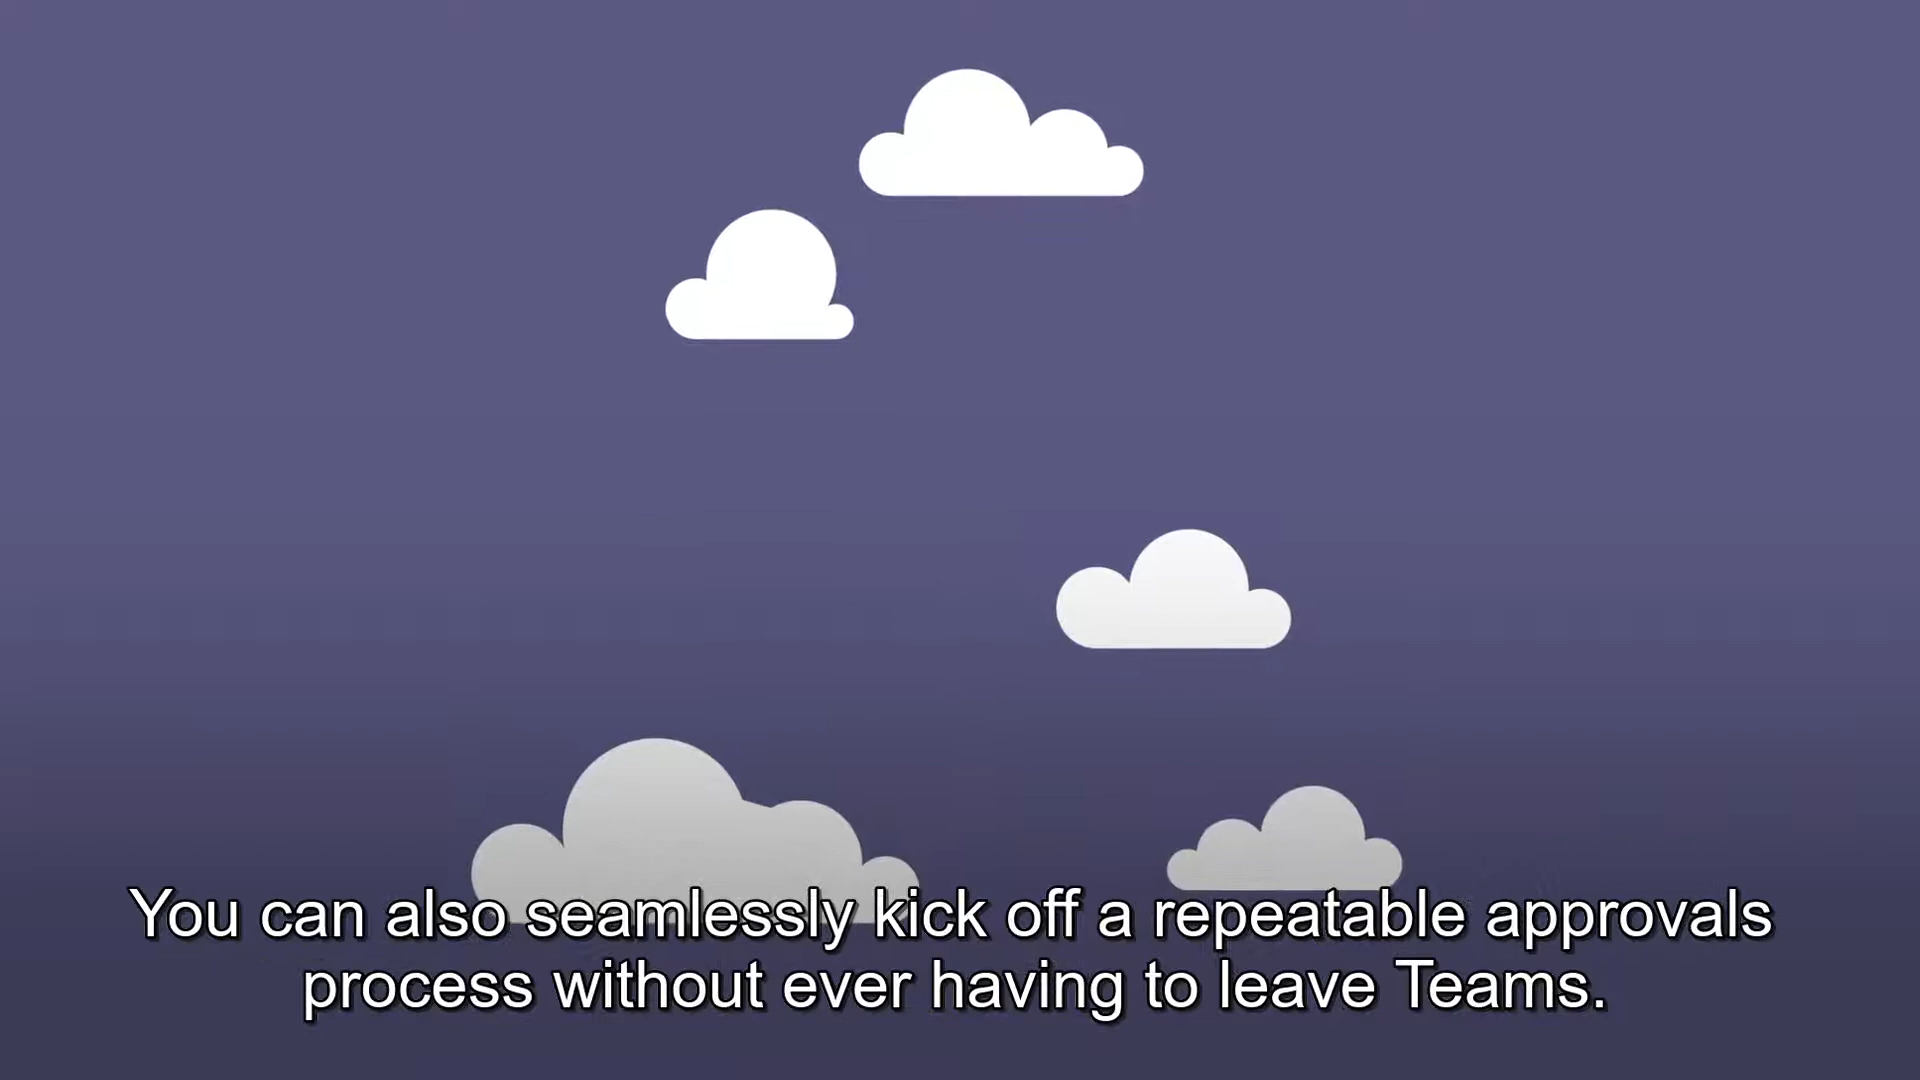 You can also seamlessly kick off a repeatable approvals
process without ever having to leave Teams.